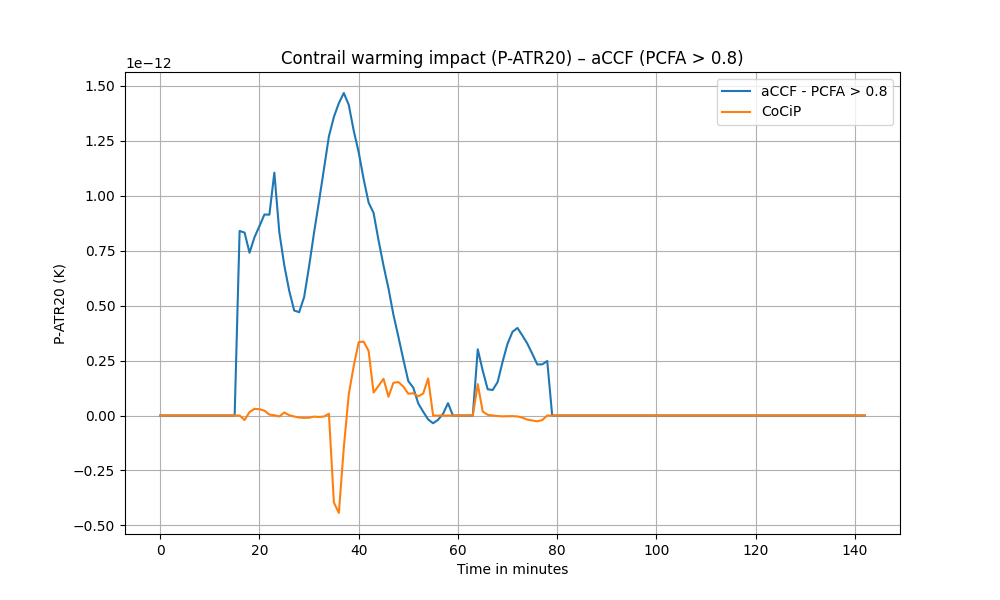 Contrail warming impact (P-ATR20) – aCCF (PCFA > 0.8)
1e−12
aCCF - PCFA > 0.8
CoCiP
1.50
1.25
1.00
0.75
0.50
0.25
0.00
−0.25
−0.50
P-ATR20 (K)
0 20 40 60 80 100 120 140
Time in minutes